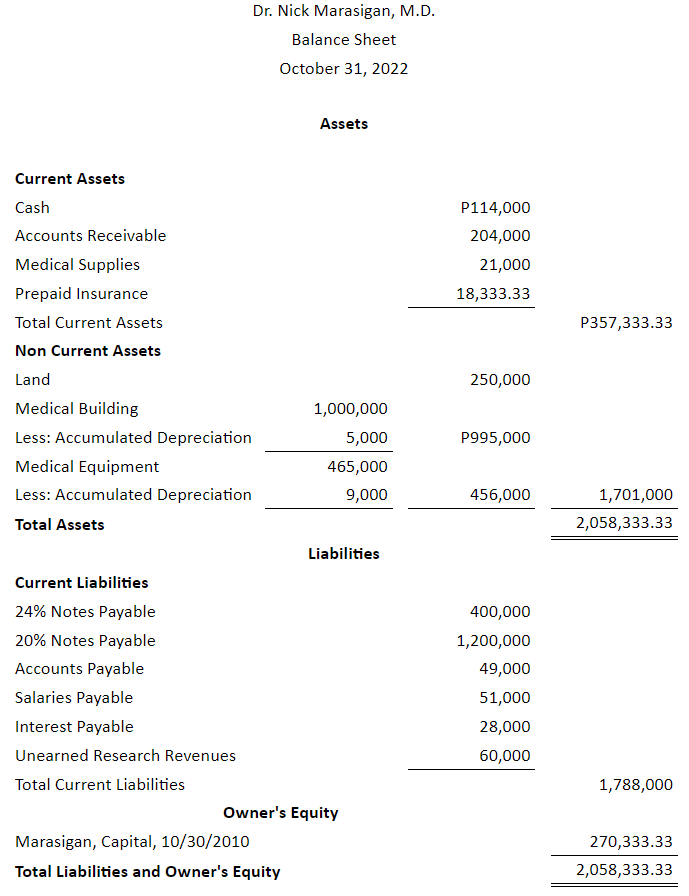 Dr. Nick Marasigan, M.D.
Balance Sheet
October 31, 2022
Assets
Current Assets
Cash P114,000
Accounts Receivable 204,000
Medical Supplies 21,000
Prepaid Insurance 18,333.33
Total Current Assets P357,333.33
Non Current Assets
Land 250,000
Medical Building 1,000,000
Less: Accumulated Depreciation 5,000 P995,000
Medical Equipment 465,000
Less: Accumulated Depreciation 9,000 456,000 1,701,000
Total Assets 2,058,333.33
Liabilities
Current Liabilities
24% Notes Payable 400,000
20% Notes Payable 1,200,000
Accounts Payable 49,000
Salaries Payable 51,000
Interest Payable 28,000
Unearned Research Revenues 60,000
Total Current Liabilities 1,788,000
Owner's Equity
Marasigan, Capital, 10/30/2010 270,333.33
Total Liabilities and Owner's Equity 2,058,333.33